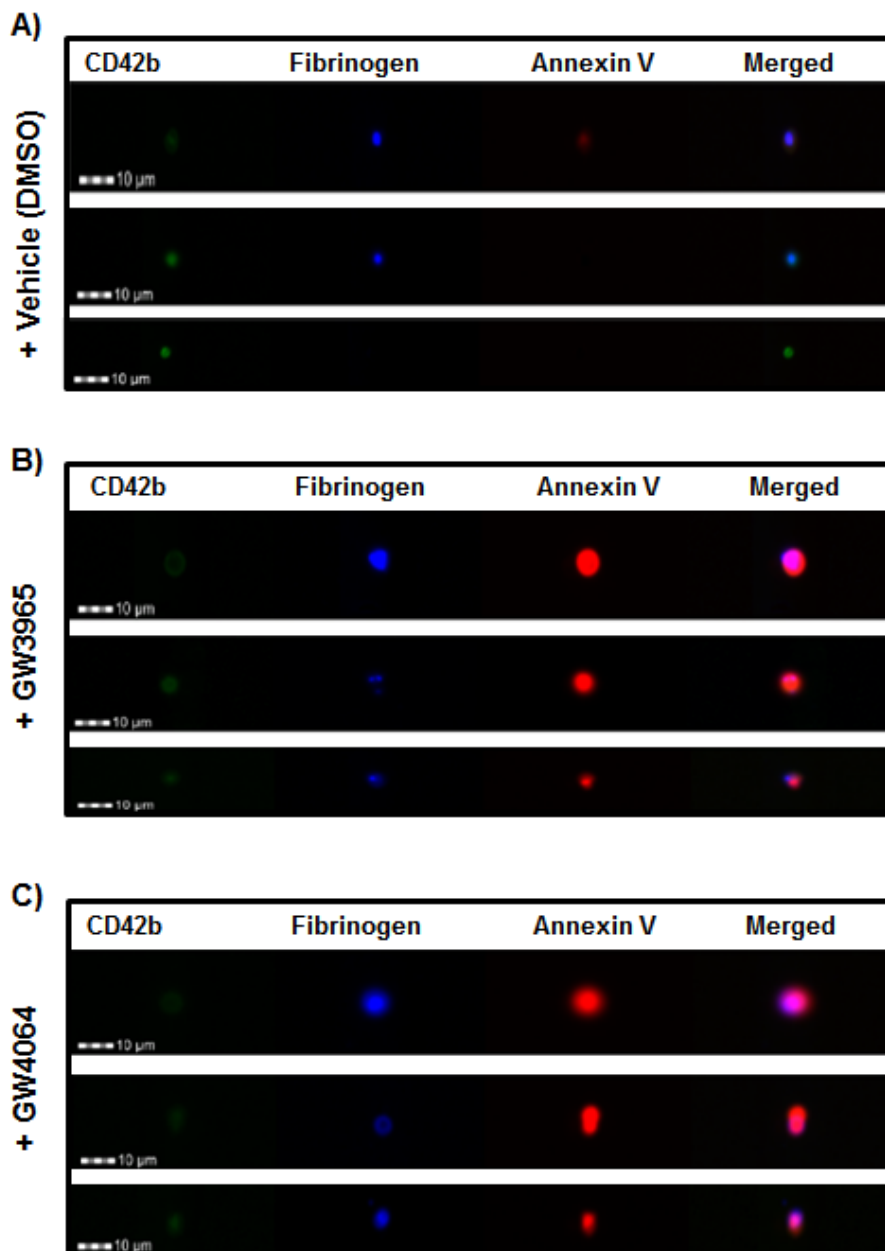 A)
CD42b Fibrinogen Annexin V Merged
+ Vehicle (DMSO)
10 µm
10 µm
10 µm
B)
CD42b Fibrinogen Annexin V Merged
+ GW3965
10 µm
10 µm
10 µm
C)
CD42b Fibrinogen Annexin V Merged
+ GW4064
10 µm
10 µm
10 µm